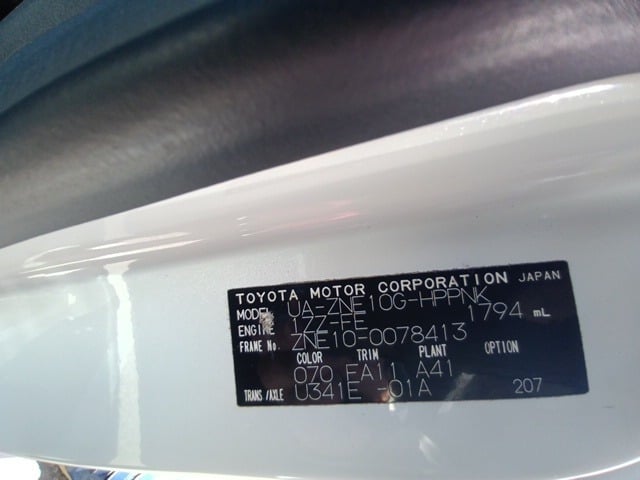 TOYOTA MOTOR CORPORATION JAPAN
MODEL UA-ZNE10G-HPPNK
ENGINE 1ZZ-FE 1794 mL
FRAME No. ZNE10-0078413
COLOR TRIM PLANT OPTION
070 EA11 A41
TRANS/AXLE U341E -01A 207